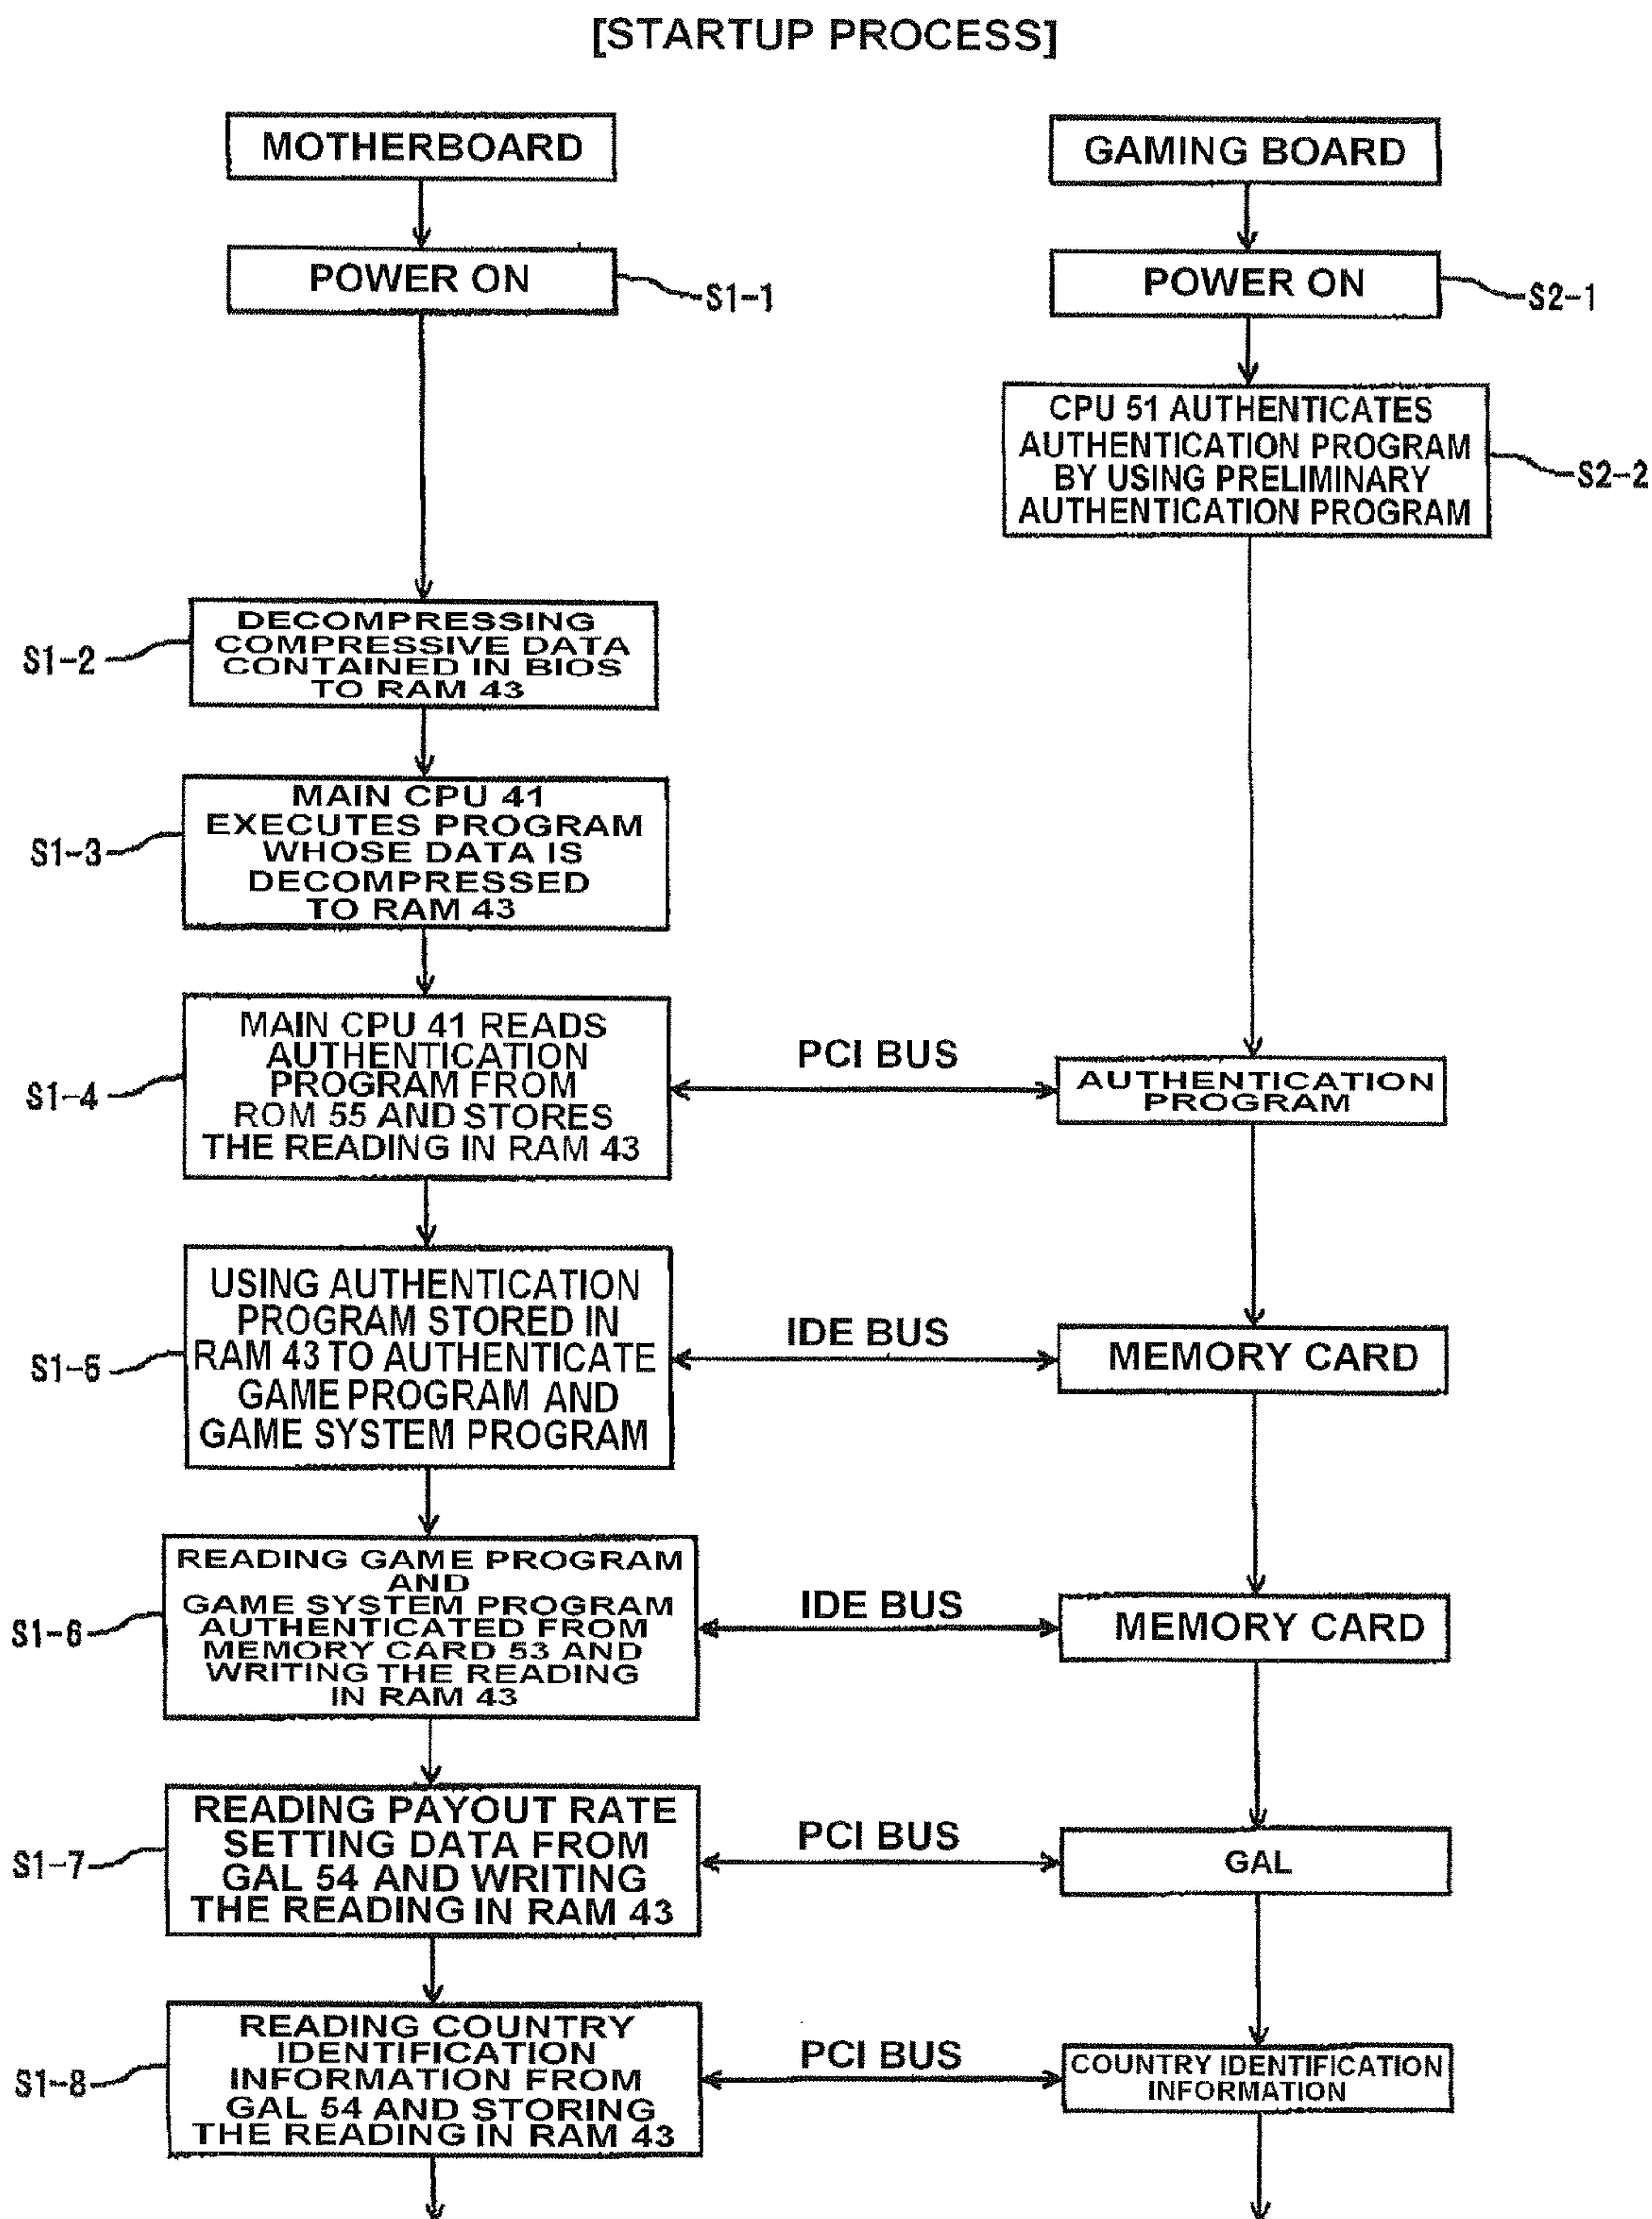 [STARTUP PROCESS]
MOTHERBOARD
GAMING BOARD
POWER ON
S1-1
POWER ON
S2-1
CPU 51 AUTHENTICATES
AUTHENTICATION PROGRAM
BY USING PRELIMINARY
AUTHENTICATION PROGRAM
S2-2
S1-2
DECOMPRESSING
COMPRESSIVE DATA
CONTAINED IN BIOS
TO RAM 43
S1-3
MAIN CPU 41
EXECUTES PROGRAM
WHOSE DATA IS
DECOMPRESSED
TO RAM 43
S1-4
MAIN CPU 41 READS
AUTHENTICATION
PROGRAM FROM
ROM 55 AND STORES
THE READING IN RAM 43
PCI BUS
AUTHENTICATION
PROGRAM
S1-5
USING AUTHENTICATION
PROGRAM STORED IN
RAM 43 TO AUTHENTICATE
GAME PROGRAM AND
GAME SYSTEM PROGRAM
IDE BUS
MEMORY CARD
S1-6
READING GAME PROGRAM
AND
GAME SYSTEM PROGRAM
AUTHENTICATED FROM
MEMORY CARD 53 AND
WRITING THE READING
IN RAM 43
IDE BUS
MEMORY CARD
S1-7
READING PAYOUT RATE
SETTING DATA FROM
GAL 54 AND WRITING
THE READING IN RAM 43
PCI BUS
GAL
S1-8
READING COUNTRY
IDENTIFICATION
INFORMATION FROM
GAL 54 AND STORING
THE READING IN RAM 43
PCI BUS
COUNTRY IDENTIFICATION
INFORMATION